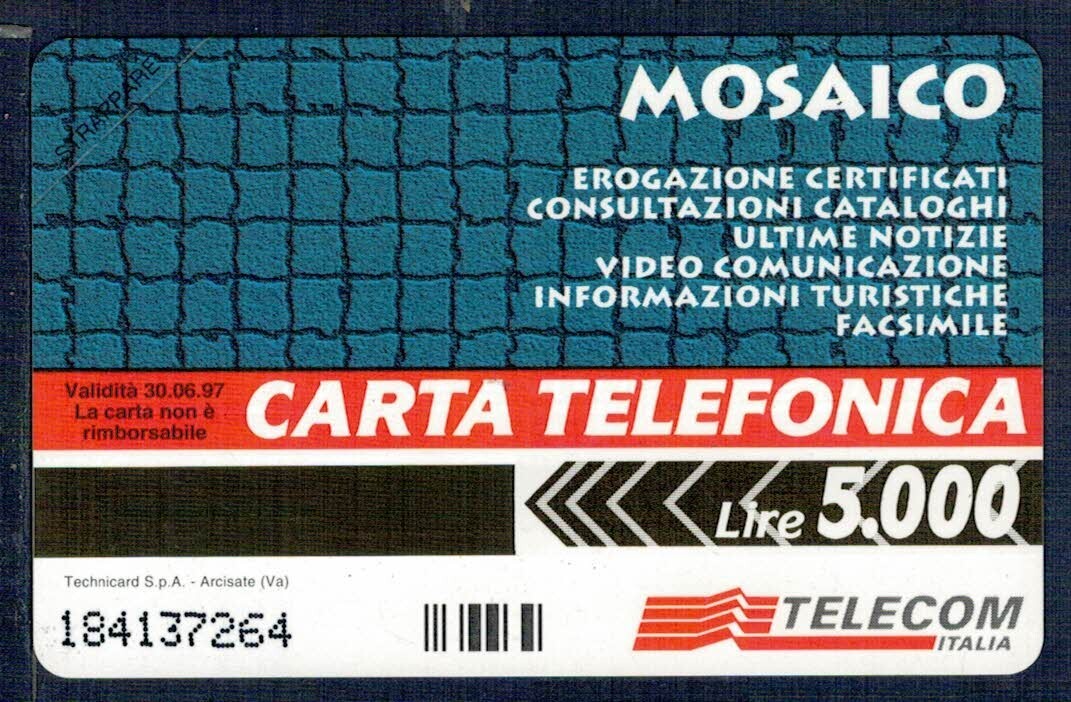 STRAPPARE
MOSAICO
EROGAZIONE CERTIFICATI
CONSULTAZIONI CATALOGHI
ULTIME NOTIZIE
VIDEO COMUNICAZIONE
INFORMAZIONI TURISTICHE
FACSIMILE
Validità 30.06.97
La carta non è
rimborsabile
CARTA TELEFONICA
Lire 5.000
Technicard S.p.A. - Arcisate (Va)
184137264
TELECOM
ITALIA